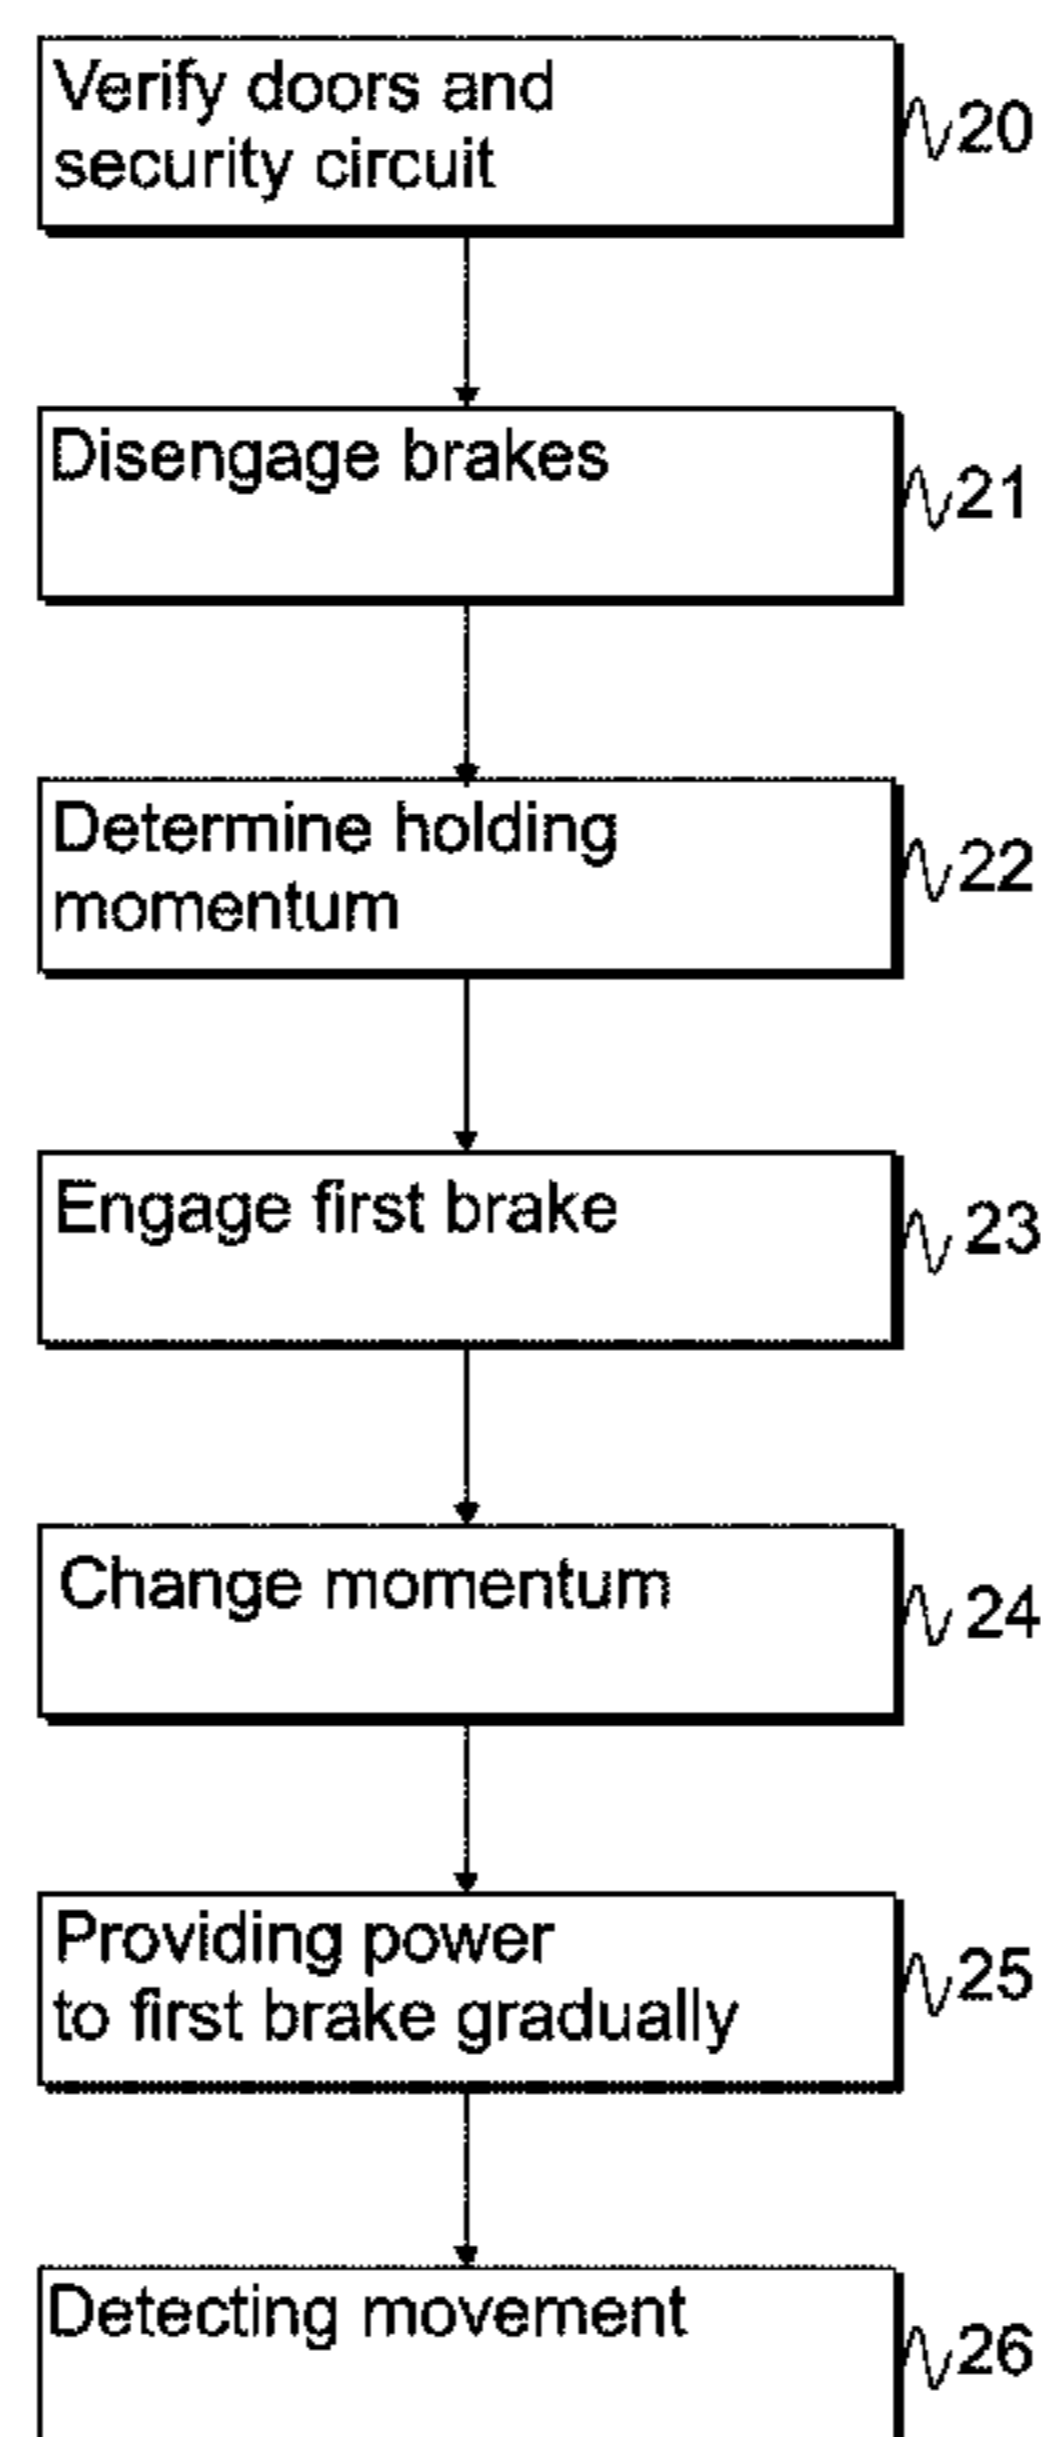 Verify doors and
security circuit
20
Disengage brakes
21
Determine holding
momentum
22
Engage first brake
23
Change momentum
24
Providing power
to first brake gradually
25
Detecting movement
26